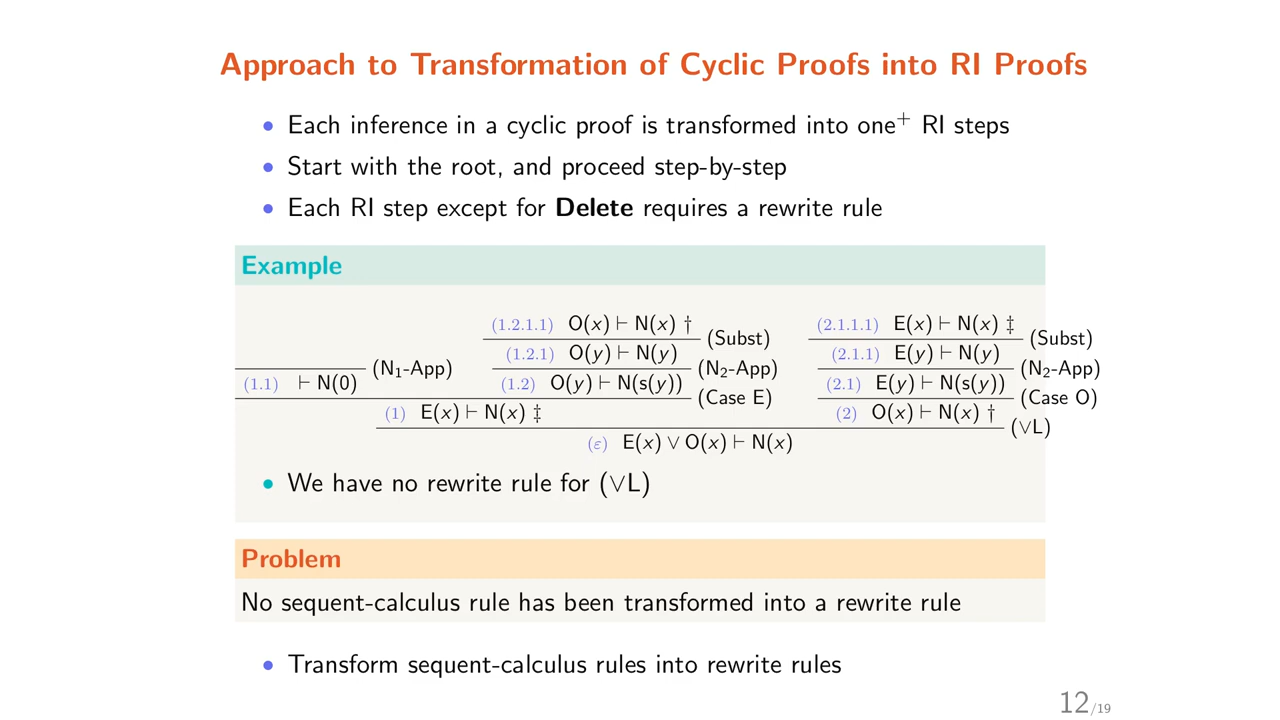 Approach to Transformation of Cyclic Proofs into RI Proofs
• Each inference in a cyclic proof is transformed into one⁺ RI steps
• Start with the root, and proceed step-by-step
• Each RI step except for Delete requires a rewrite rule
Example
(1.2.1.1) O(x) ⊢ N(x) † (2.1.1.1) E(x) ⊢ N(x) ‡
(Subst) (Subst)
(1.2.1) O(y) ⊢ N(y) (2.1.1) E(y) ⊢ N(y)
(N₁-App) (N₂-App) (N₂-App)
(1.1) ⊢ N(0) (1.2) O(y) ⊢ N(s(y)) (2.1) E(y) ⊢ N(s(y))
(Case E) (Case O)
(1) E(x) ⊢ N(x) ‡ (2) O(x) ⊢ N(x) †
(∨L)
(ε) E(x) ∨ O(x) ⊢ N(x)
• We have no rewrite rule for (∨L)
Problem
No sequent-calculus rule has been transformed into a rewrite rule
• Transform sequent-calculus rules into rewrite rules
12/19